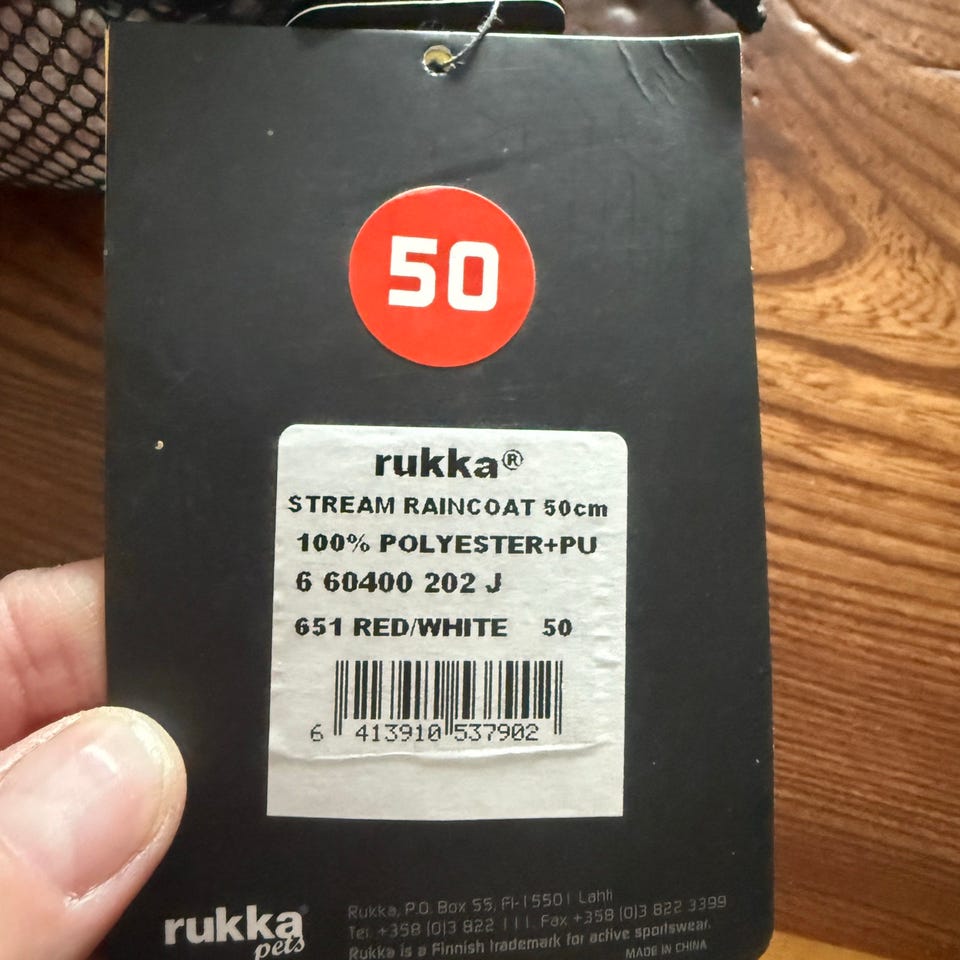 50
rukka®
STREAM RAINCOAT 50cm
100% POLYESTER+PU
6 60400 202 J
651 RED/WHITE 50
6 413910 537902
rukka®
pets
Rukka, P.O. Box 55, FI-15501 Lahti
Tel. +358 (0)3 822 111. Fax +358 (0)3 822 3399
Rukka is a Finnish trademark for active sportswear.
MADE IN CHINA